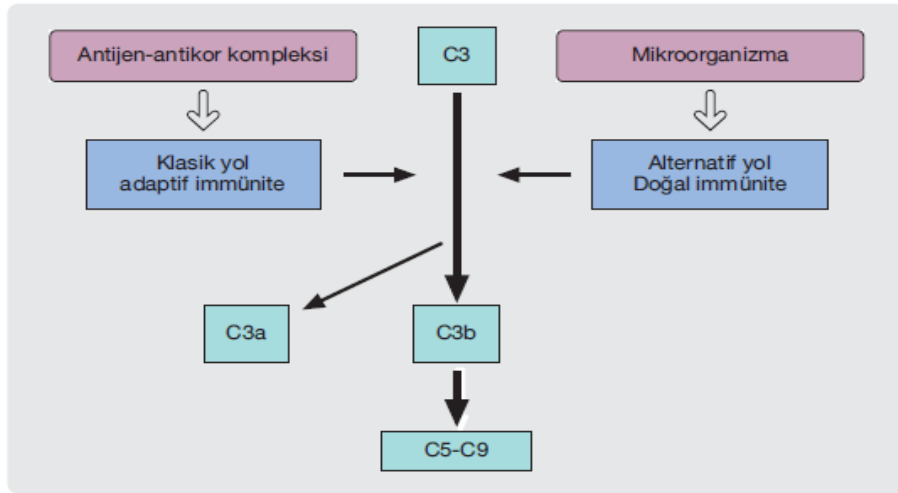 Antijen-antikor kompleksi
C3
Mikroorganizma
Klasik yol
adaptif immünite
Alternatif yol
Doğal immünite
C3a
C3b
C5-C9